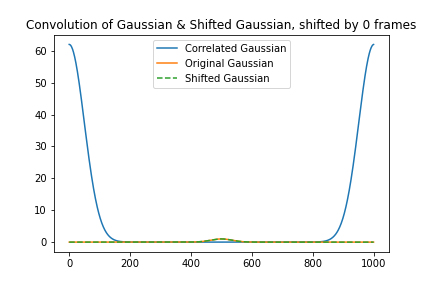 Convolution of Gaussian & Shifted Gaussian, shifted by 0 frames
Correlated Gaussian
Original Gaussian
Shifted Gaussian
60
50
40
30
20
10
0
0 200 400 600 800 1000